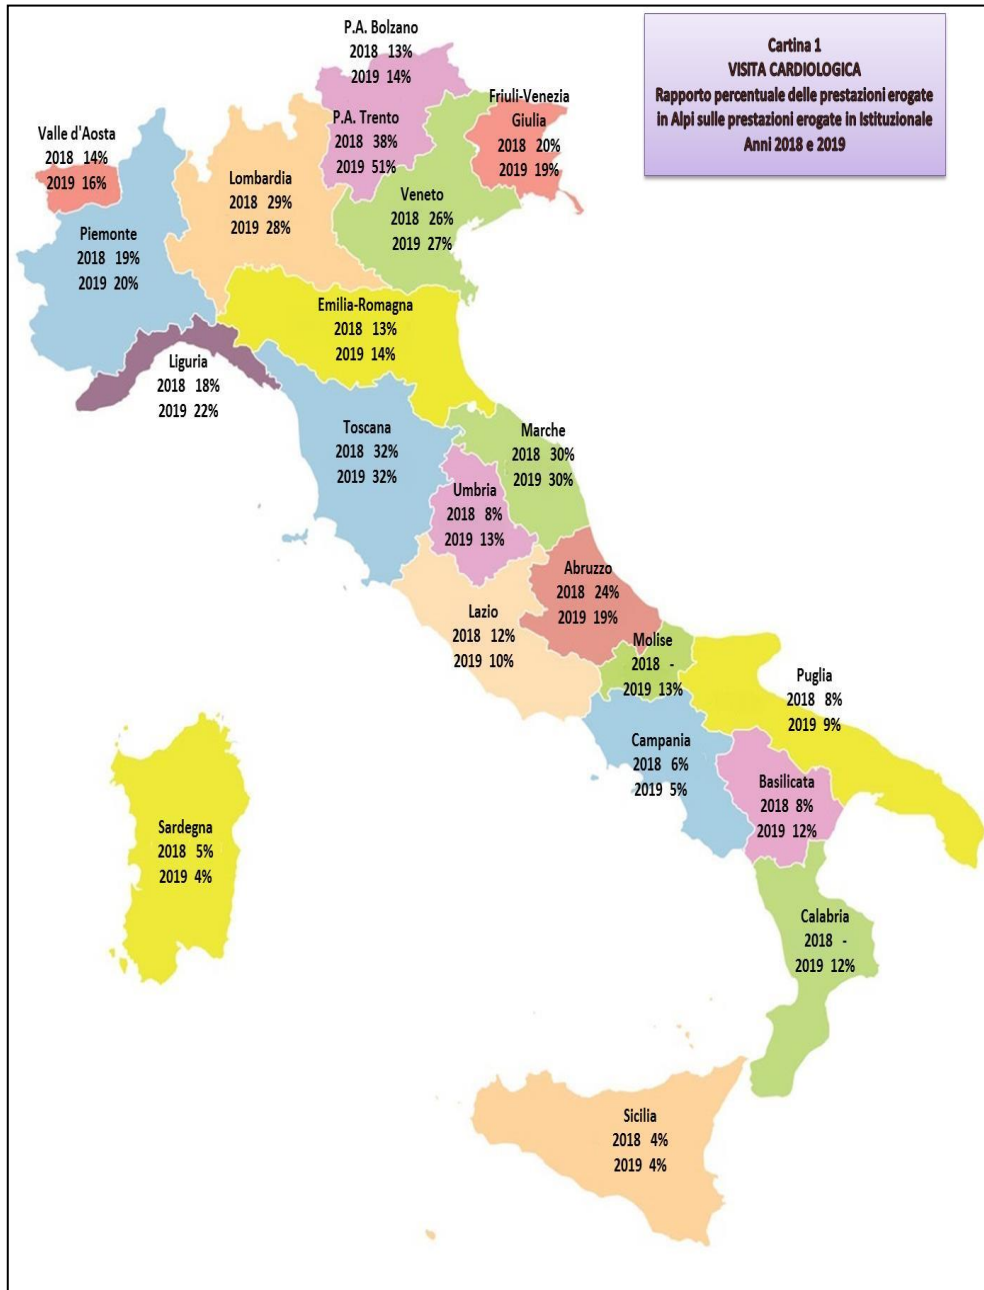 Cartina 1
VISITA CARDIOLOGICA
Rapporto percentuale delle prestazioni erogate
in Alpi sulle prestazioni erogate in Istituzionale
Anni 2018 e 2019
P.A. Bolzano
2018 13%
2019 14%
P.A. Trento
2018 38%
2019 51%
Friuli-Venezia
Giulia
2018 20%
2019 19%
Valle d'Aosta
2018 14%
2019 16%
Lombardia
2018 29%
2019 28%
Veneto
2018 26%
2019 27%
Piemonte
2018 19%
2019 20%
Emilia-Romagna
2018 13%
2019 14%
Liguria
2018 18%
2019 22%
Toscana
2018 32%
2019 32%
Marche
2018 30%
2019 30%
Umbria
2018 8%
2019 13%
Abruzzo
2018 24%
2019 19%
Lazio
2018 12%
2019 10%
Molise
2018 -
2019 13%
Puglia
2018 8%
2019 9%
Campania
2018 6%
2019 5%
Basilicata
2018 8%
2019 12%
Sardegna
2018 5%
2019 4%
Calabria
2018 -
2019 12%
Sicilia
2018 4%
2019 4%